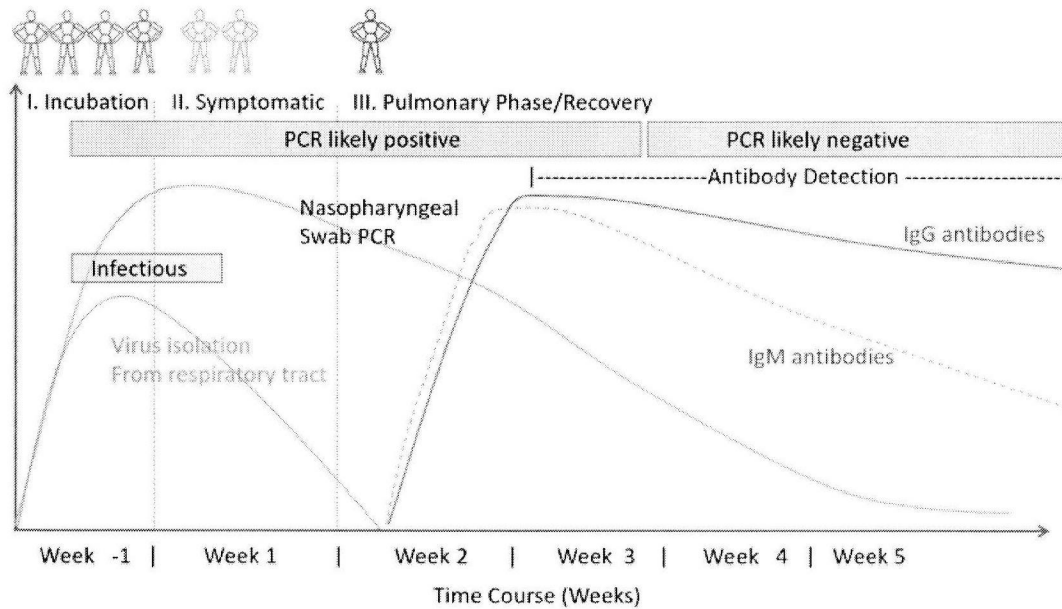 I. Incubation II. Symptomatic III. Pulmonary Phase/Recovery
PCR likely positive PCR likely negative
|-----------------------Antibody Detection --------------------
Nasopharyngeal
Swab PCR
IgG antibodies
Infectious
Virus isolation
From respiratory tract
IgM antibodies
Week -1 | Week 1 | Week 2 | Week 3 | Week 4 | Week 5
Time Course (Weeks)